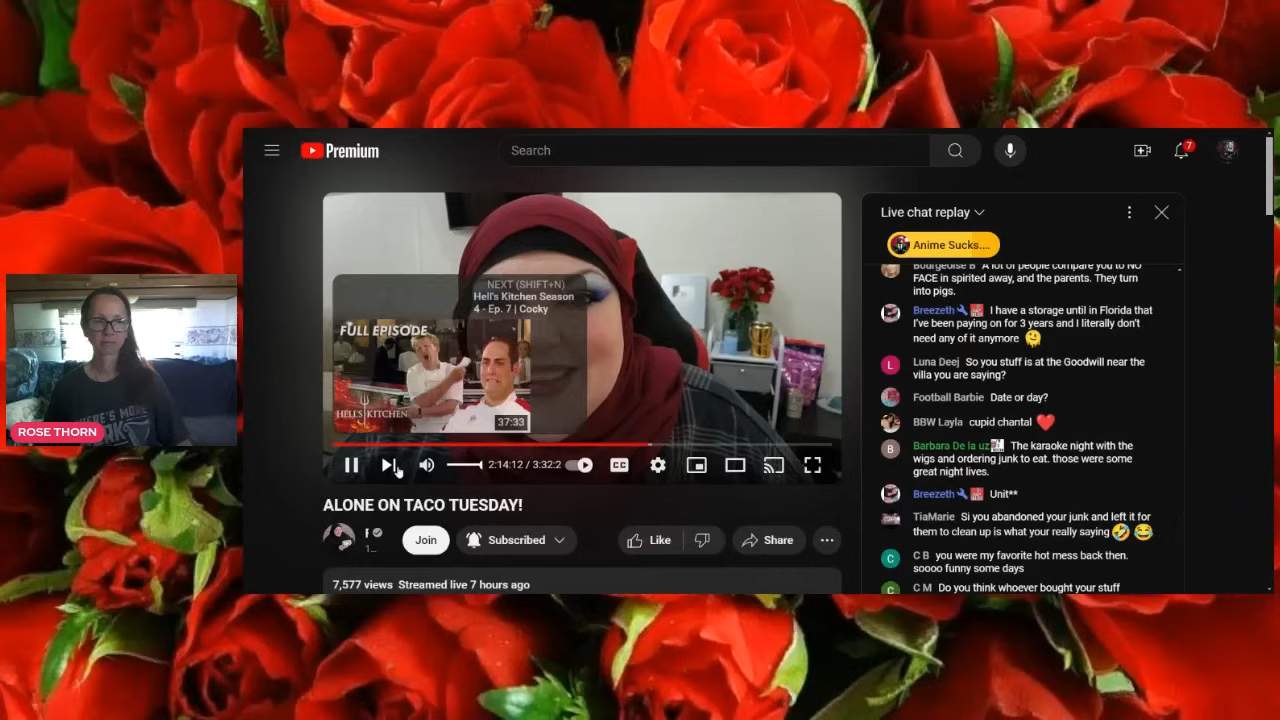 Premium
Search
7
Live chat replay
Anime Sucks....
NEXT (SHIFT+N)
Hell's Kitchen Season
4 - Ep. 7 | Cocky
FULL EPISODE
HELL'S KITCHEN
37:33
2:14:12 / 3:32:2
CC
ALONE ON TACO TUESDAY!
Join
Subscribed
Like
Share
7,577 views Streamed live 7 hours ago
Bourgeoise B A lot of people compare you to NO
FACE in spirited away, and the parents. They turn
into pigs.
Breezeth I have a storage until in Florida that
I've been paying on for 3 years and I literally don't
need any of it anymore
L
Luna Deej So you stuff is at the Goodwill near the
villa you are saying?
Football Barbie Date or day?
BBW Layla cupid chantal
B
Barbara De la uz The karaoke night with the
wigs and ordering junk to eat. those were some
great night lives.
Breezeth Unit**
TiaMarie Si you abandoned your junk and left it for
them to clean up is what your really saying
C
C B you were my favorite hot mess back then.
soooo funny some days
C
C M Do you think whoever bought your stuff
ROSE THORN